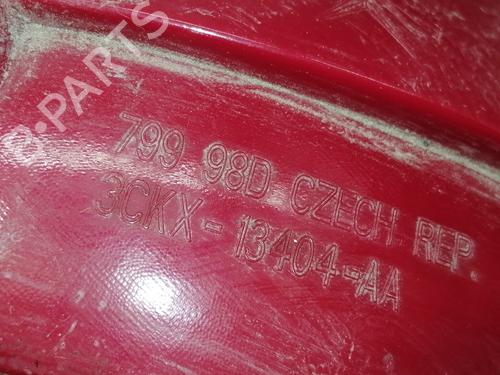 B-PARTS
799 98D CZECH REP.
3CKX-13404-AA